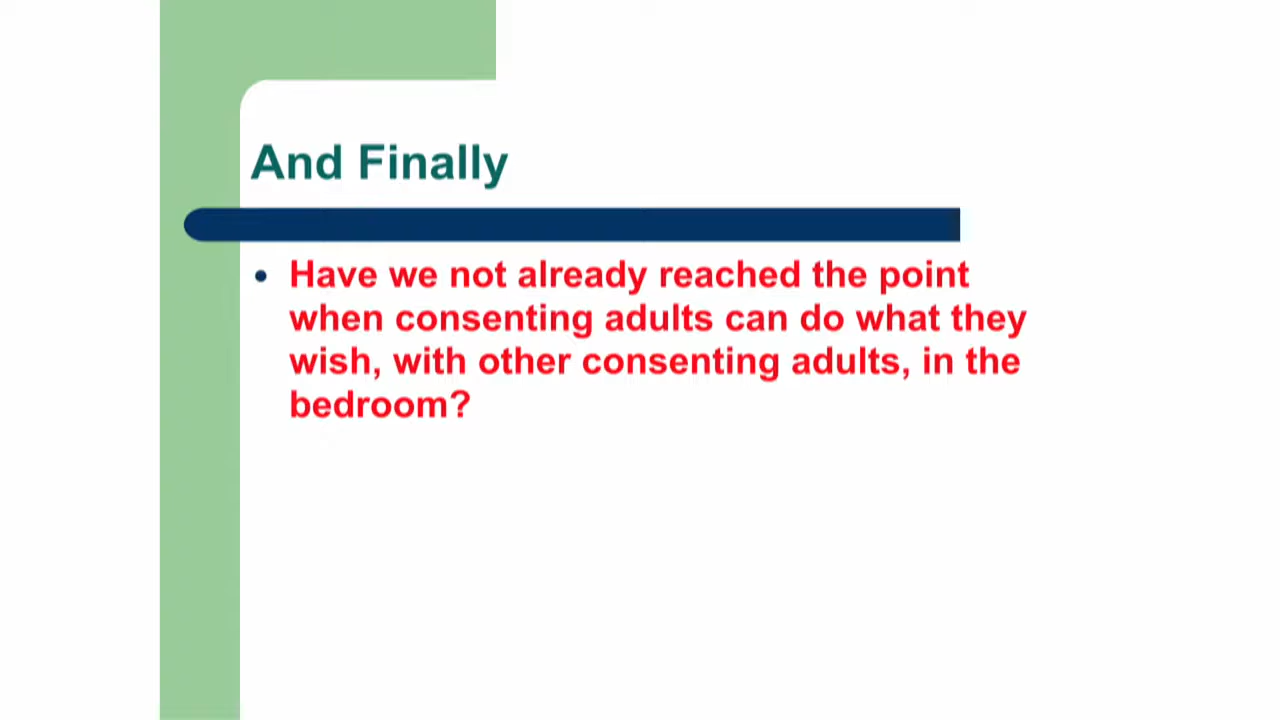 And Finally
• Have we not already reached the point
when consenting adults can do what they
wish, with other consenting adults, in the
bedroom?